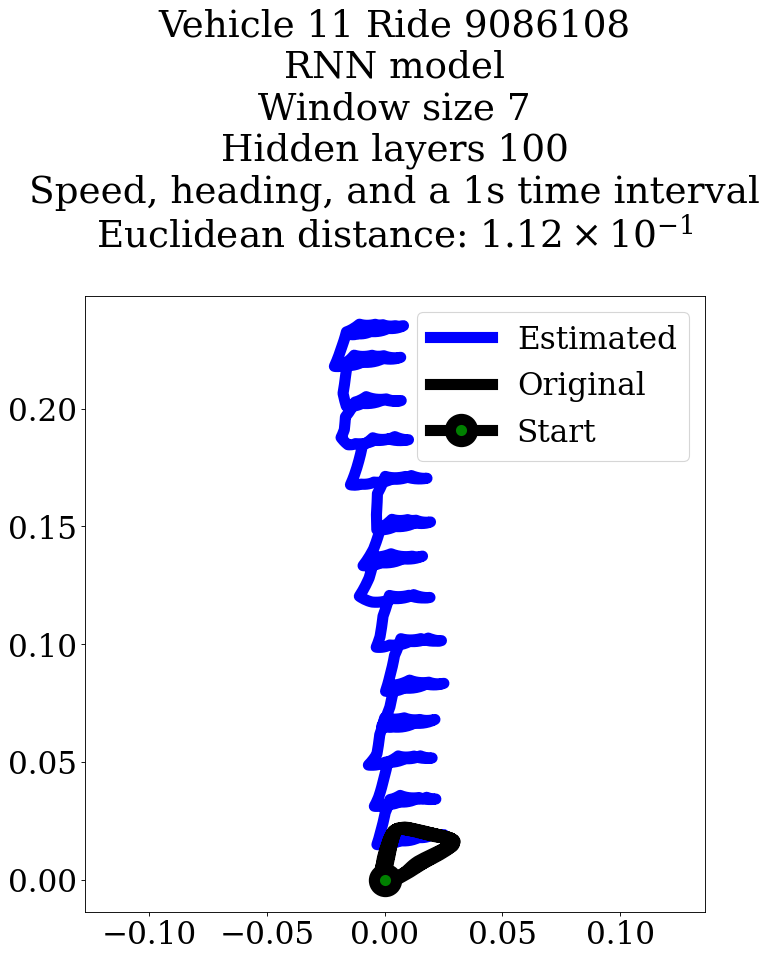 Vehicle 11 Ride 9086108
RNN model
Window size 7
Hidden layers 100
Speed, heading, and a 1s time interval
Euclidean distance: 1.12 × 10⁻¹
Estimated
Original
Start
0.20
0.15
0.10
0.05
0.00
−0.10 −0.05 0.00 0.05 0.10